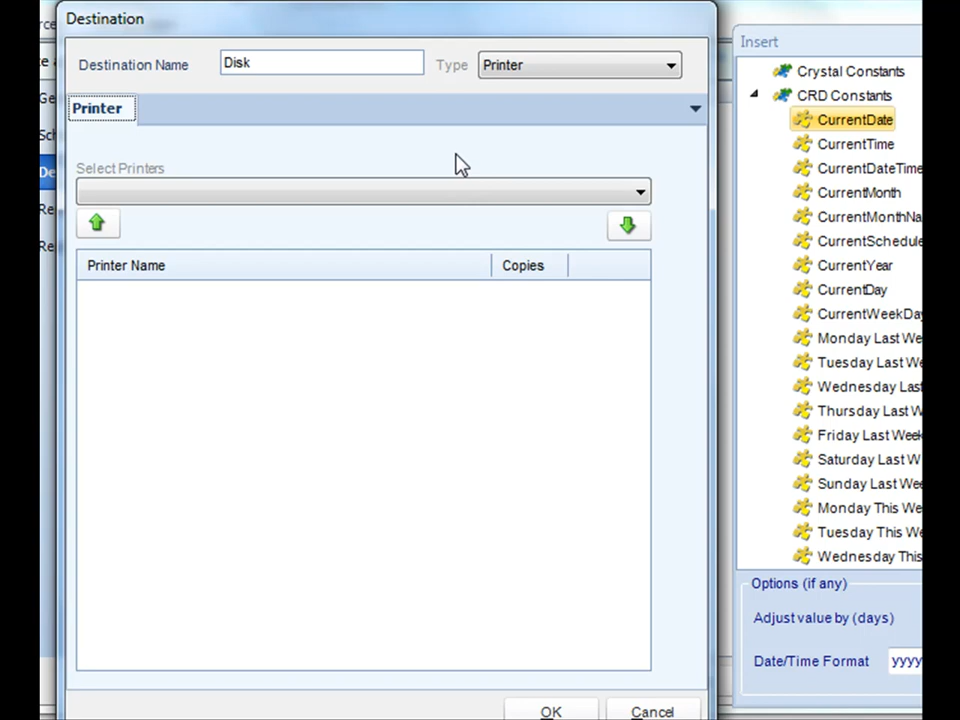 Destination
Destination Name
Disk
Type
Printer
Printer
Select Printers
Printer Name
Copies
OK
Cancel
Insert
Crystal Constants
CRD Constants
CurrentDate
CurrentTime
CurrentDateTime
CurrentMonth
CurrentMonthNa
CurrentSchedule
CurrentYear
CurrentDay
CurrentWeekDay
Monday Last We
Tuesday Last We
Wednesday Last
Thursday Last W
Friday Last Week
Saturday Last W
Sunday Last Wee
Monday This We
Tuesday This We
Wednesday This
Options (if any)
Adjust value by (days)
Date/Time Format
yyyy